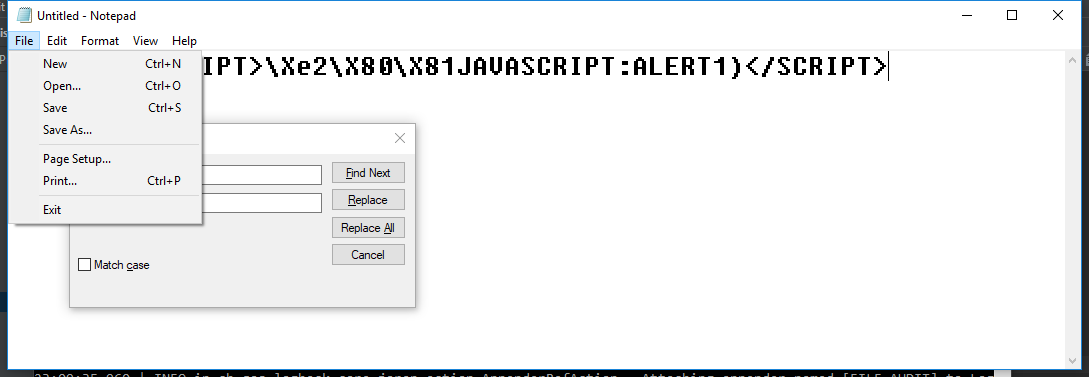 Untitled - Notepad
File Edit Format View Help
IPT>\Xe2\X80\X81JAVASCRIPT:ALERT1)</SCRIPT>
New Ctrl+N
Open... Ctrl+O
Save Ctrl+S
Save As...
Page Setup...
Print... Ctrl+P
Exit
Find Next
Replace
Replace All
Cancel
Match case